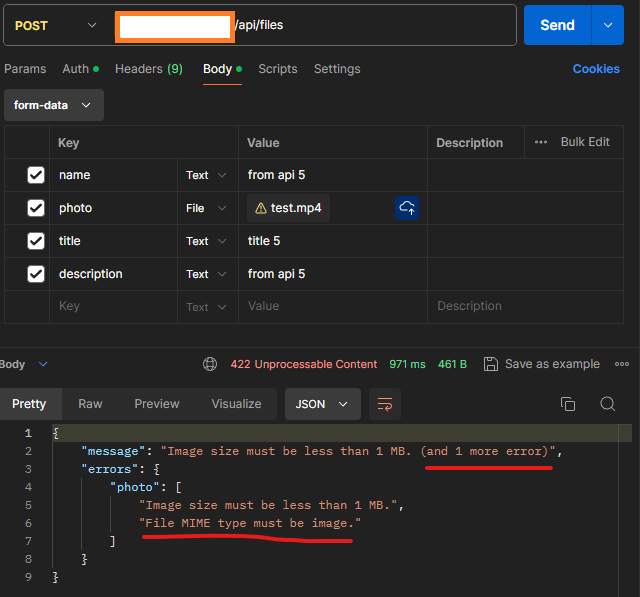 POST /api/files Send
Params Auth Headers (9) Body Scripts Settings Cookies
form-data
Key Value Description ••• Bulk Edit
name Text from api 5
photo File test.mp4
title Text title 5
description Text from api 5
Key Text Value Description
Body 422 Unprocessable Content 971 ms 461 B Save as example
Pretty Raw Preview Visualize JSON
1 {
2 "message": "Image size must be less than 1 MB. (and 1 more error)",
3 "errors": {
4 "photo": [
5 "Image size must be less than 1 MB.",
6 "File MIME type must be image."
7 ]
8 }
9 }